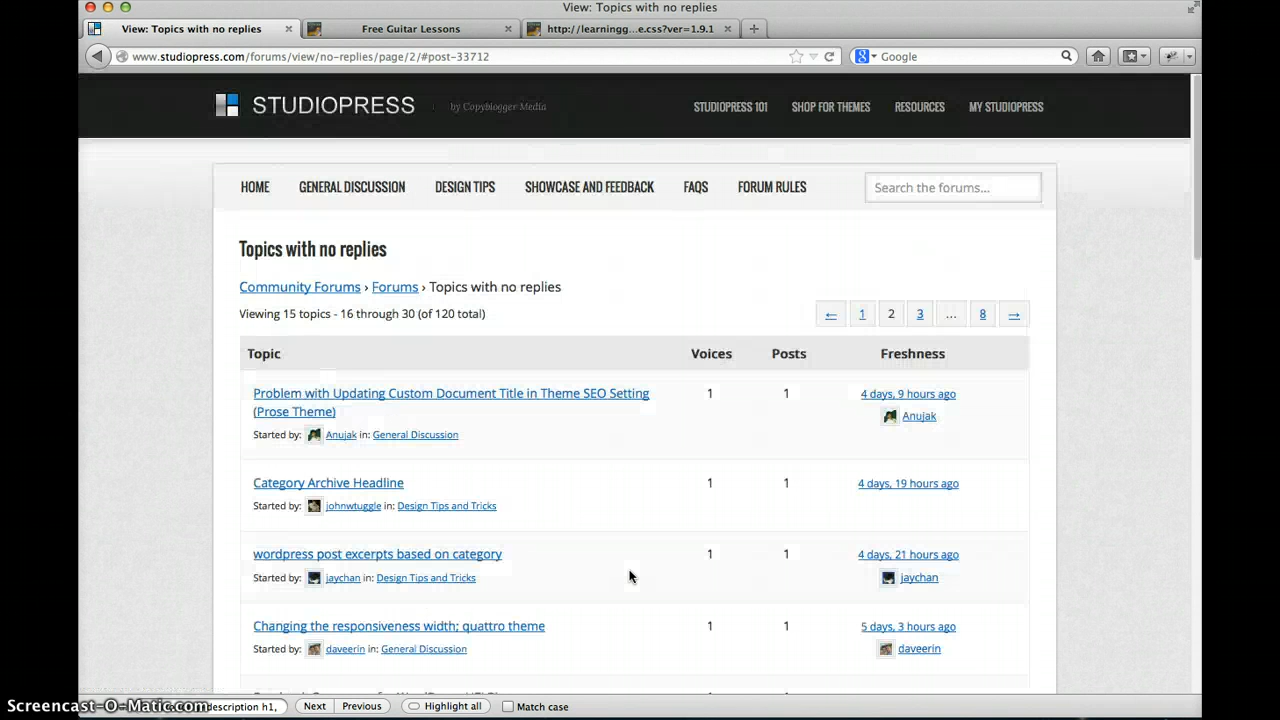 View: Topics with no replies
View: Topics with no replies
Free Guitar Lessons
http://learningg...e.css?ver=1.9.1
www.studiopress.com/forums/view/no-replies/page/2/#post-33712
Google
STUDIOPRESS
by Copyblogger Media
STUDIOPRESS 101
SHOP FOR THEMES
RESOURCES
MY STUDIOPRESS
HOME
GENERAL DISCUSSION
DESIGN TIPS
SHOWCASE AND FEEDBACK
FAQS
FORUM RULES
Search the forums...
Topics with no replies
Community Forums › Forums › Topics with no replies
Viewing 15 topics - 16 through 30 (of 120 total)
← 1 2 3 ... 8 →
Topic Voices Posts Freshness
Problem with Updating Custom Document Title in Theme SEO Setting 1 1 4 days, 9 hours ago
(Prose Theme) Anujak
Started by: Anujak in: General Discussion
Category Archive Headline 1 1 4 days, 19 hours ago
Started by: johnwtuggle in: Design Tips and Tricks
wordpress post excerpts based on category 1 1 4 days, 21 hours ago
Started by: jaychan in: Design Tips and Tricks jaychan
Changing the responsiveness width; quattro theme 1 1 5 days, 3 hours ago
Started by: daveerin in: General Discussion daveerin
Screencast-O-Matic.com
description h1,
Next
Previous
Highlight all
Match case